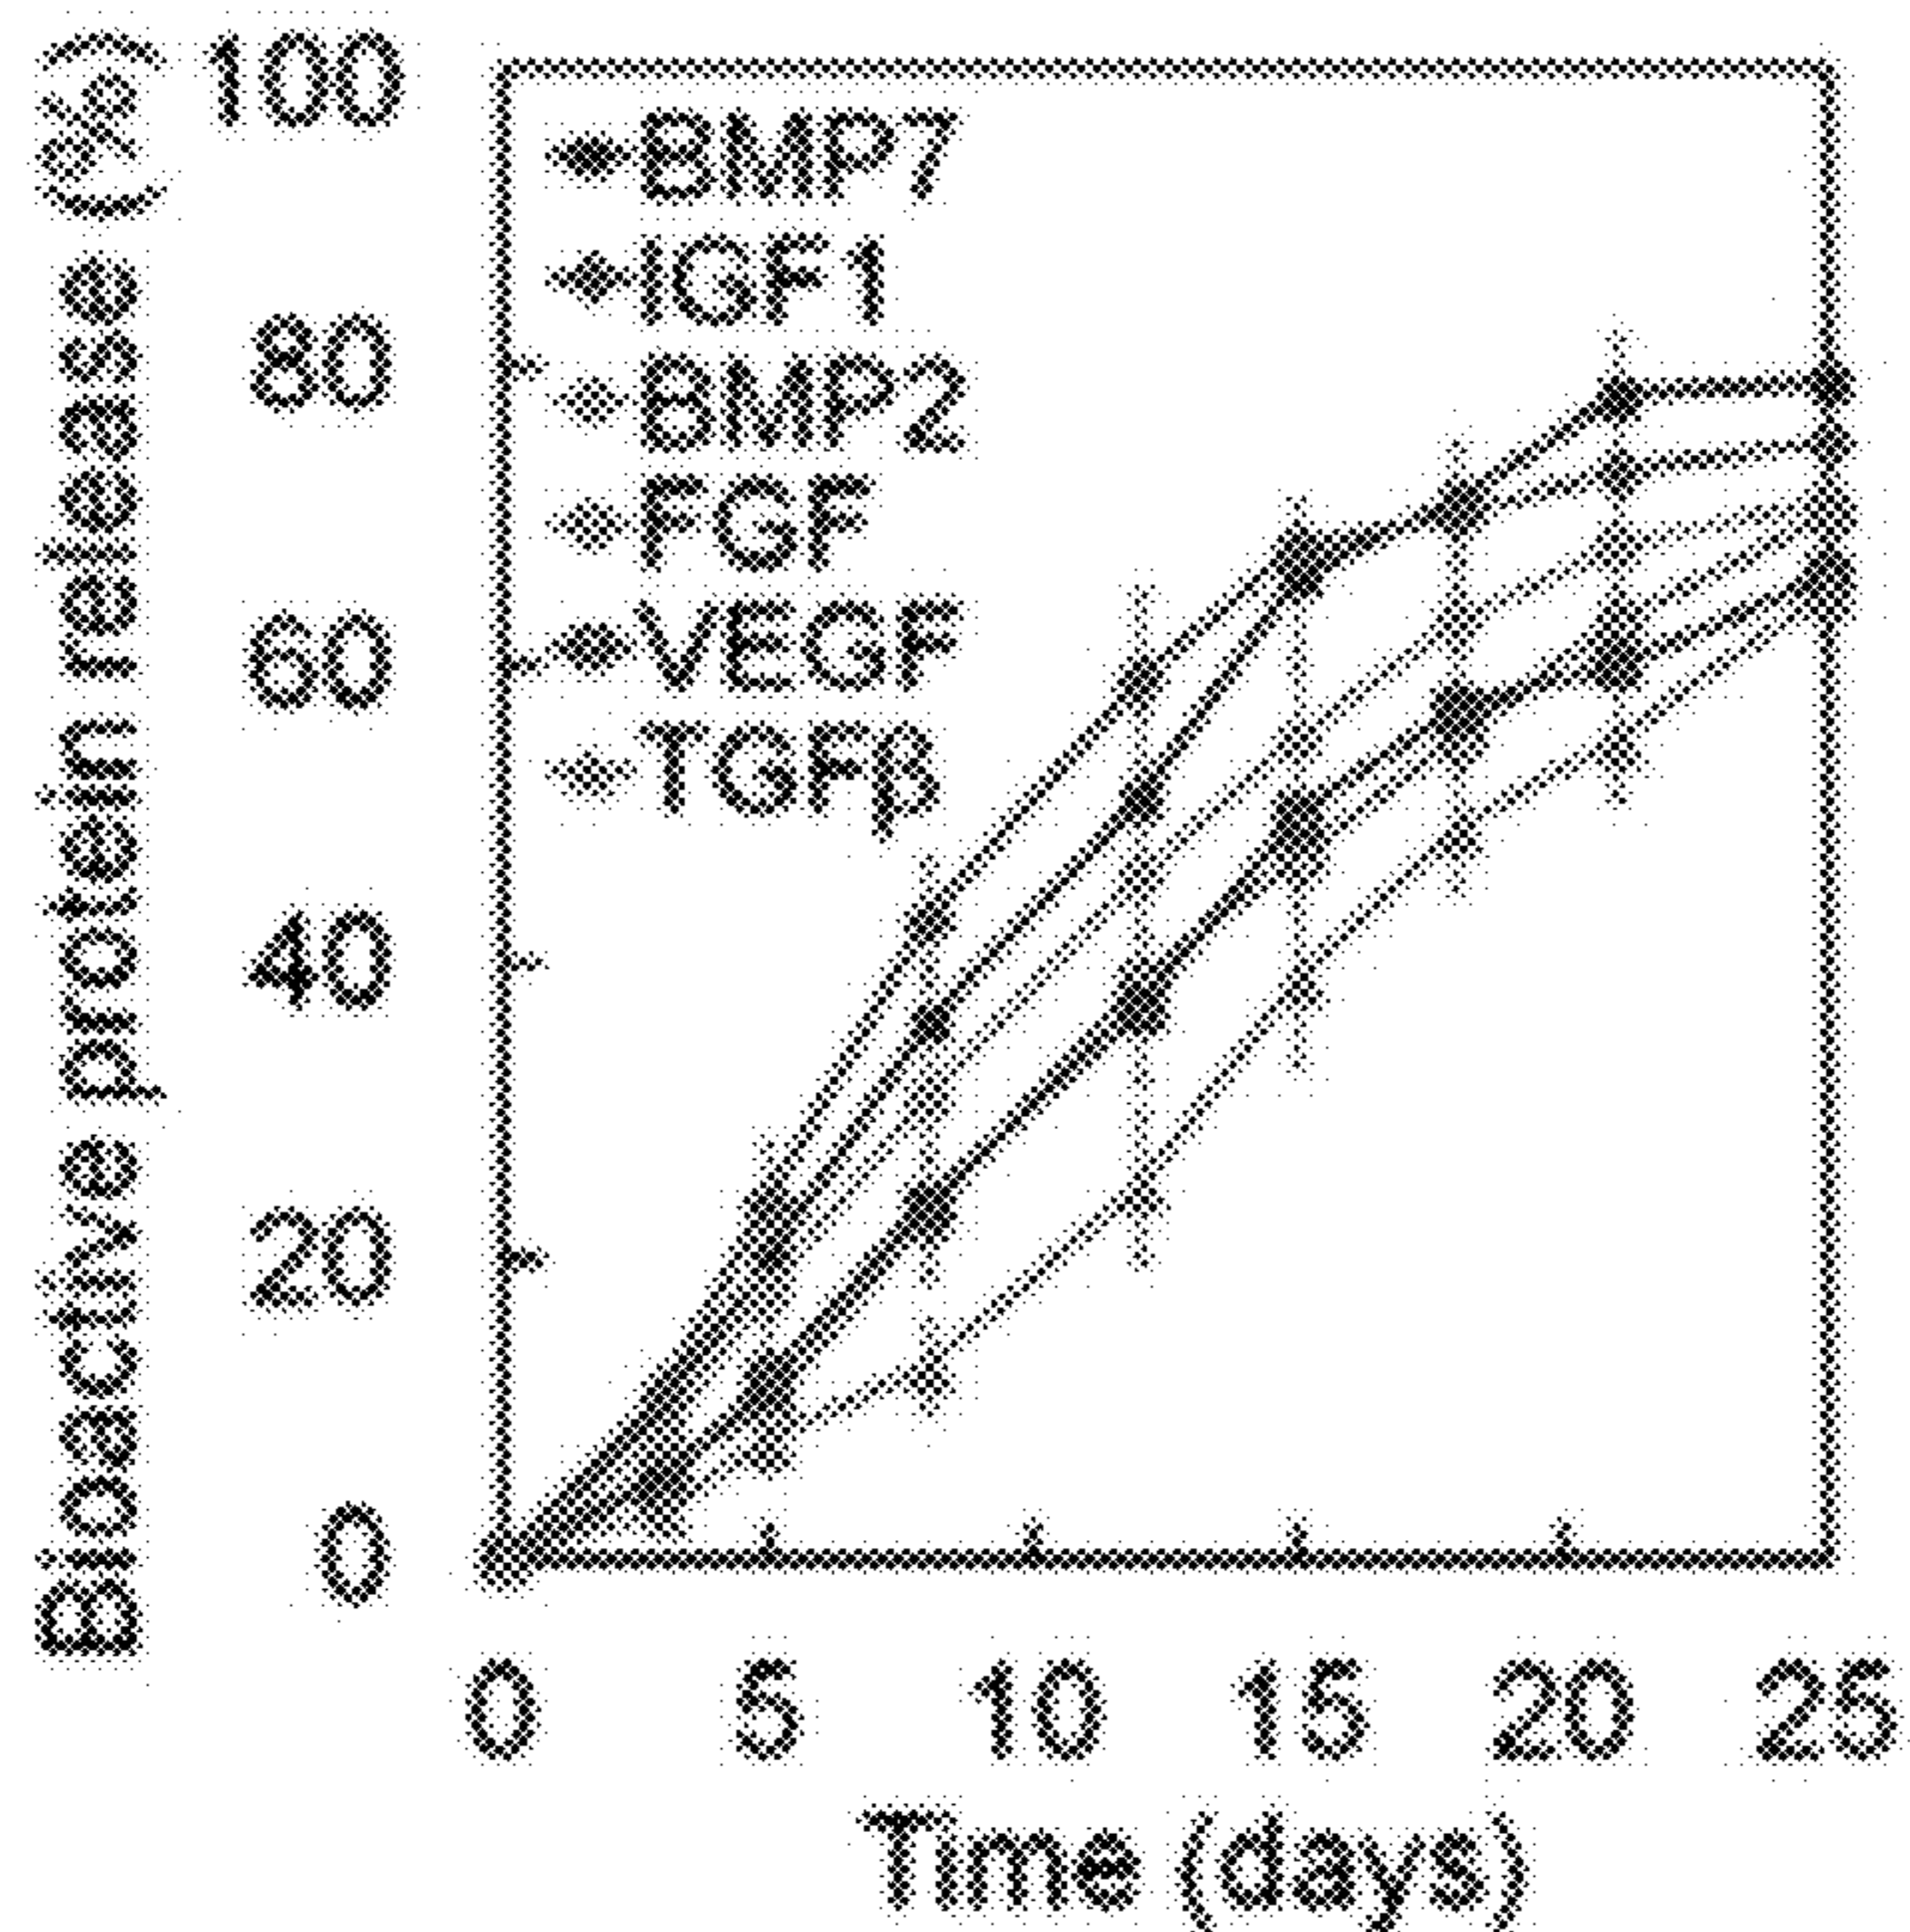 Bioactive protein release (%)
100
80
60
40
20
0
BMP7
IGF1
BMP2
FGF
VEGF
TGFβ
0 5 10 15 20 25
Time (days)